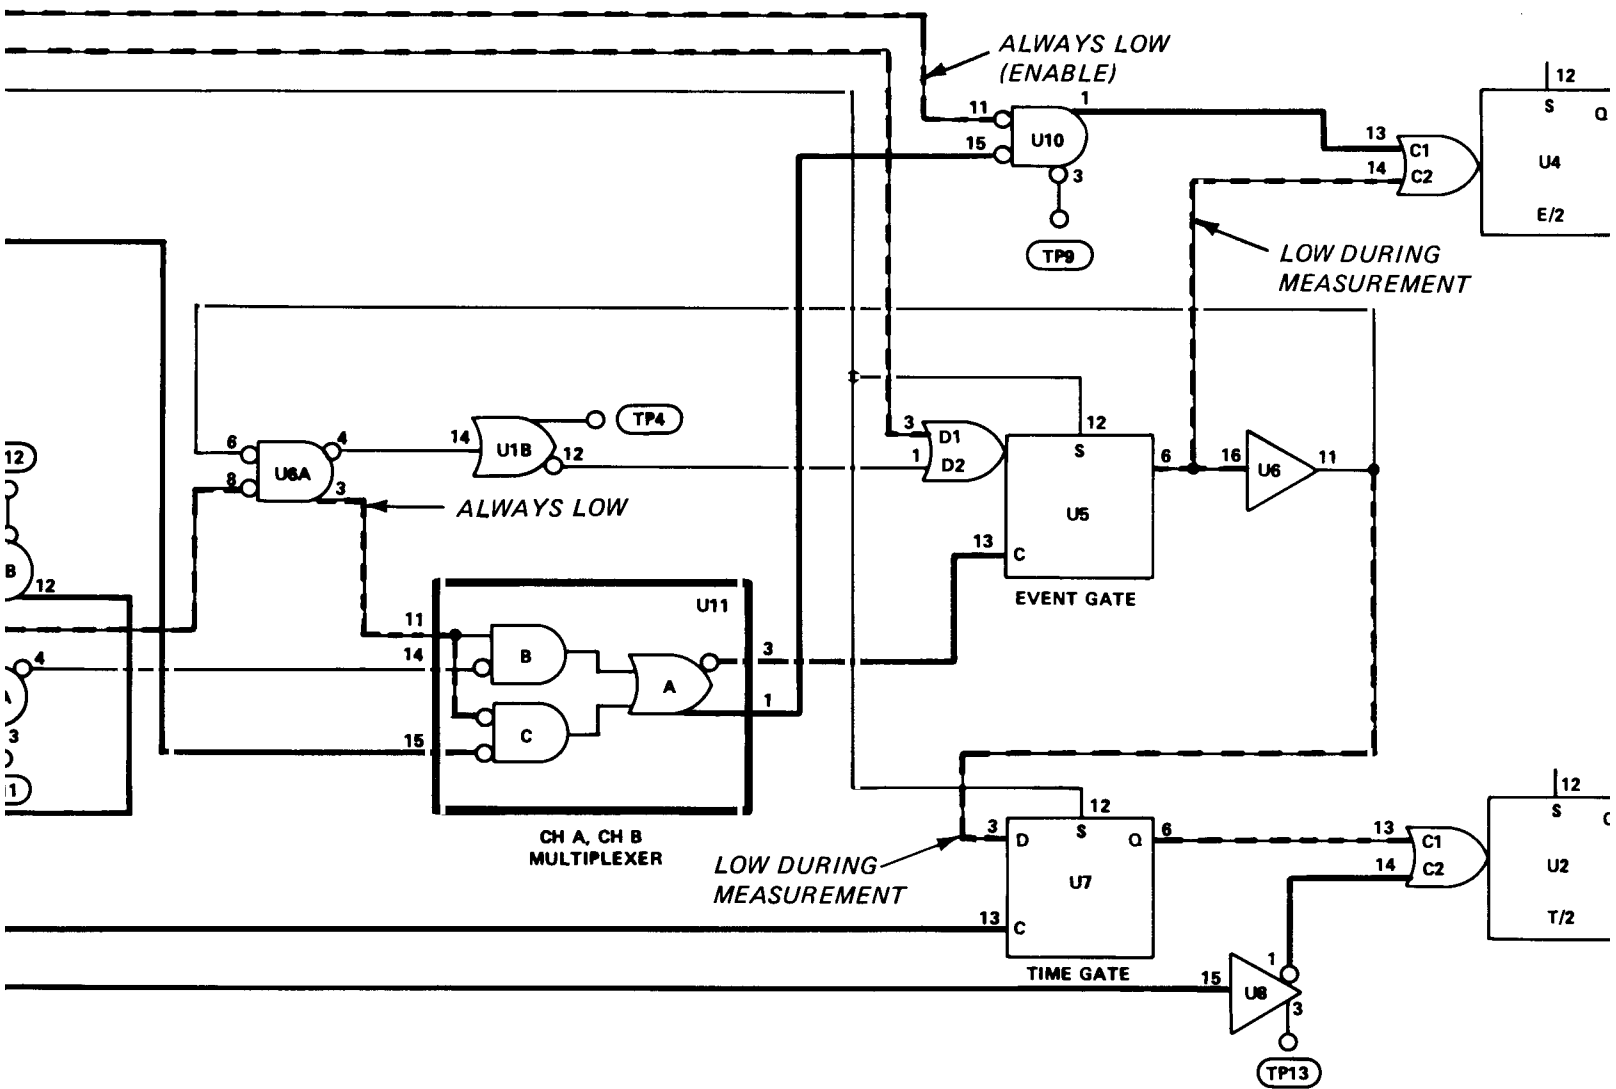 ALWAYS LOW
(ENABLE)
12
S
Q
U4
E/2
11
15
U10
1
3
TP9
13
14
C1
C2
LOW DURING
MEASUREMENT
6
8
U6A
4
3
14
U1B
12
TP4
ALWAYS LOW
12
B
12
4
A
3
11
3
1
D1
D2
12
S
U5
6
13
C
EVENT GATE
16
U6
11
U11
11
14
15
B
C
A
3
1
CH A, CH B
MULTIPLEXER
LOW DURING
MEASUREMENT
3
D
12
S
Q
6
U7
13
C
TIME GATE
13
14
C1
C2
12
S
U2
T/2
15
U8
1
3
TP13